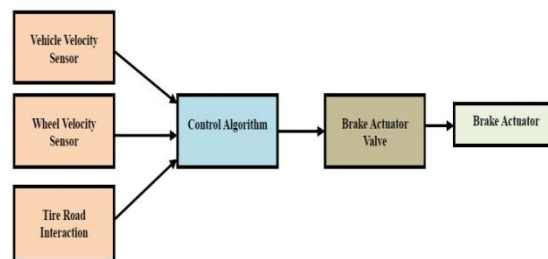 Vehicle Velocity
Sensor
Wheel Velocity
Sensor
Tire Road
Interaction
Control Algorithm
Brake Actuator
Valve
Brake Actuator